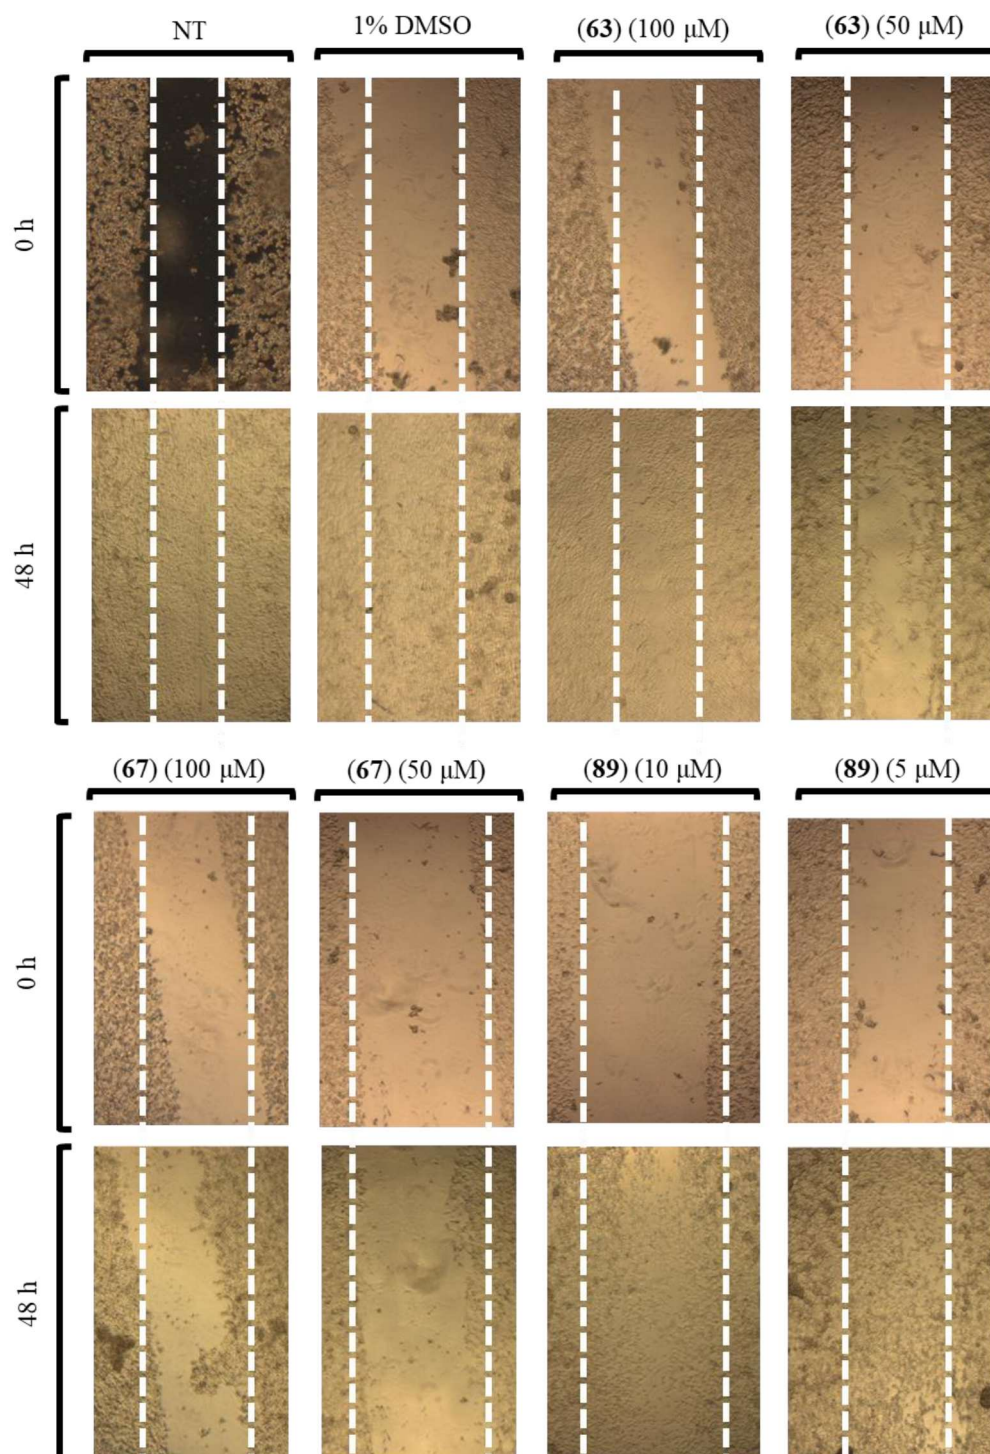 NT
1% DMSO
(63) (100 μM)
(63) (50 μM)
0 h
48 h
(67) (100 μM)
(67) (50 μM)
(89) (10 μM)
(89) (5 μM)
0 h
48 h